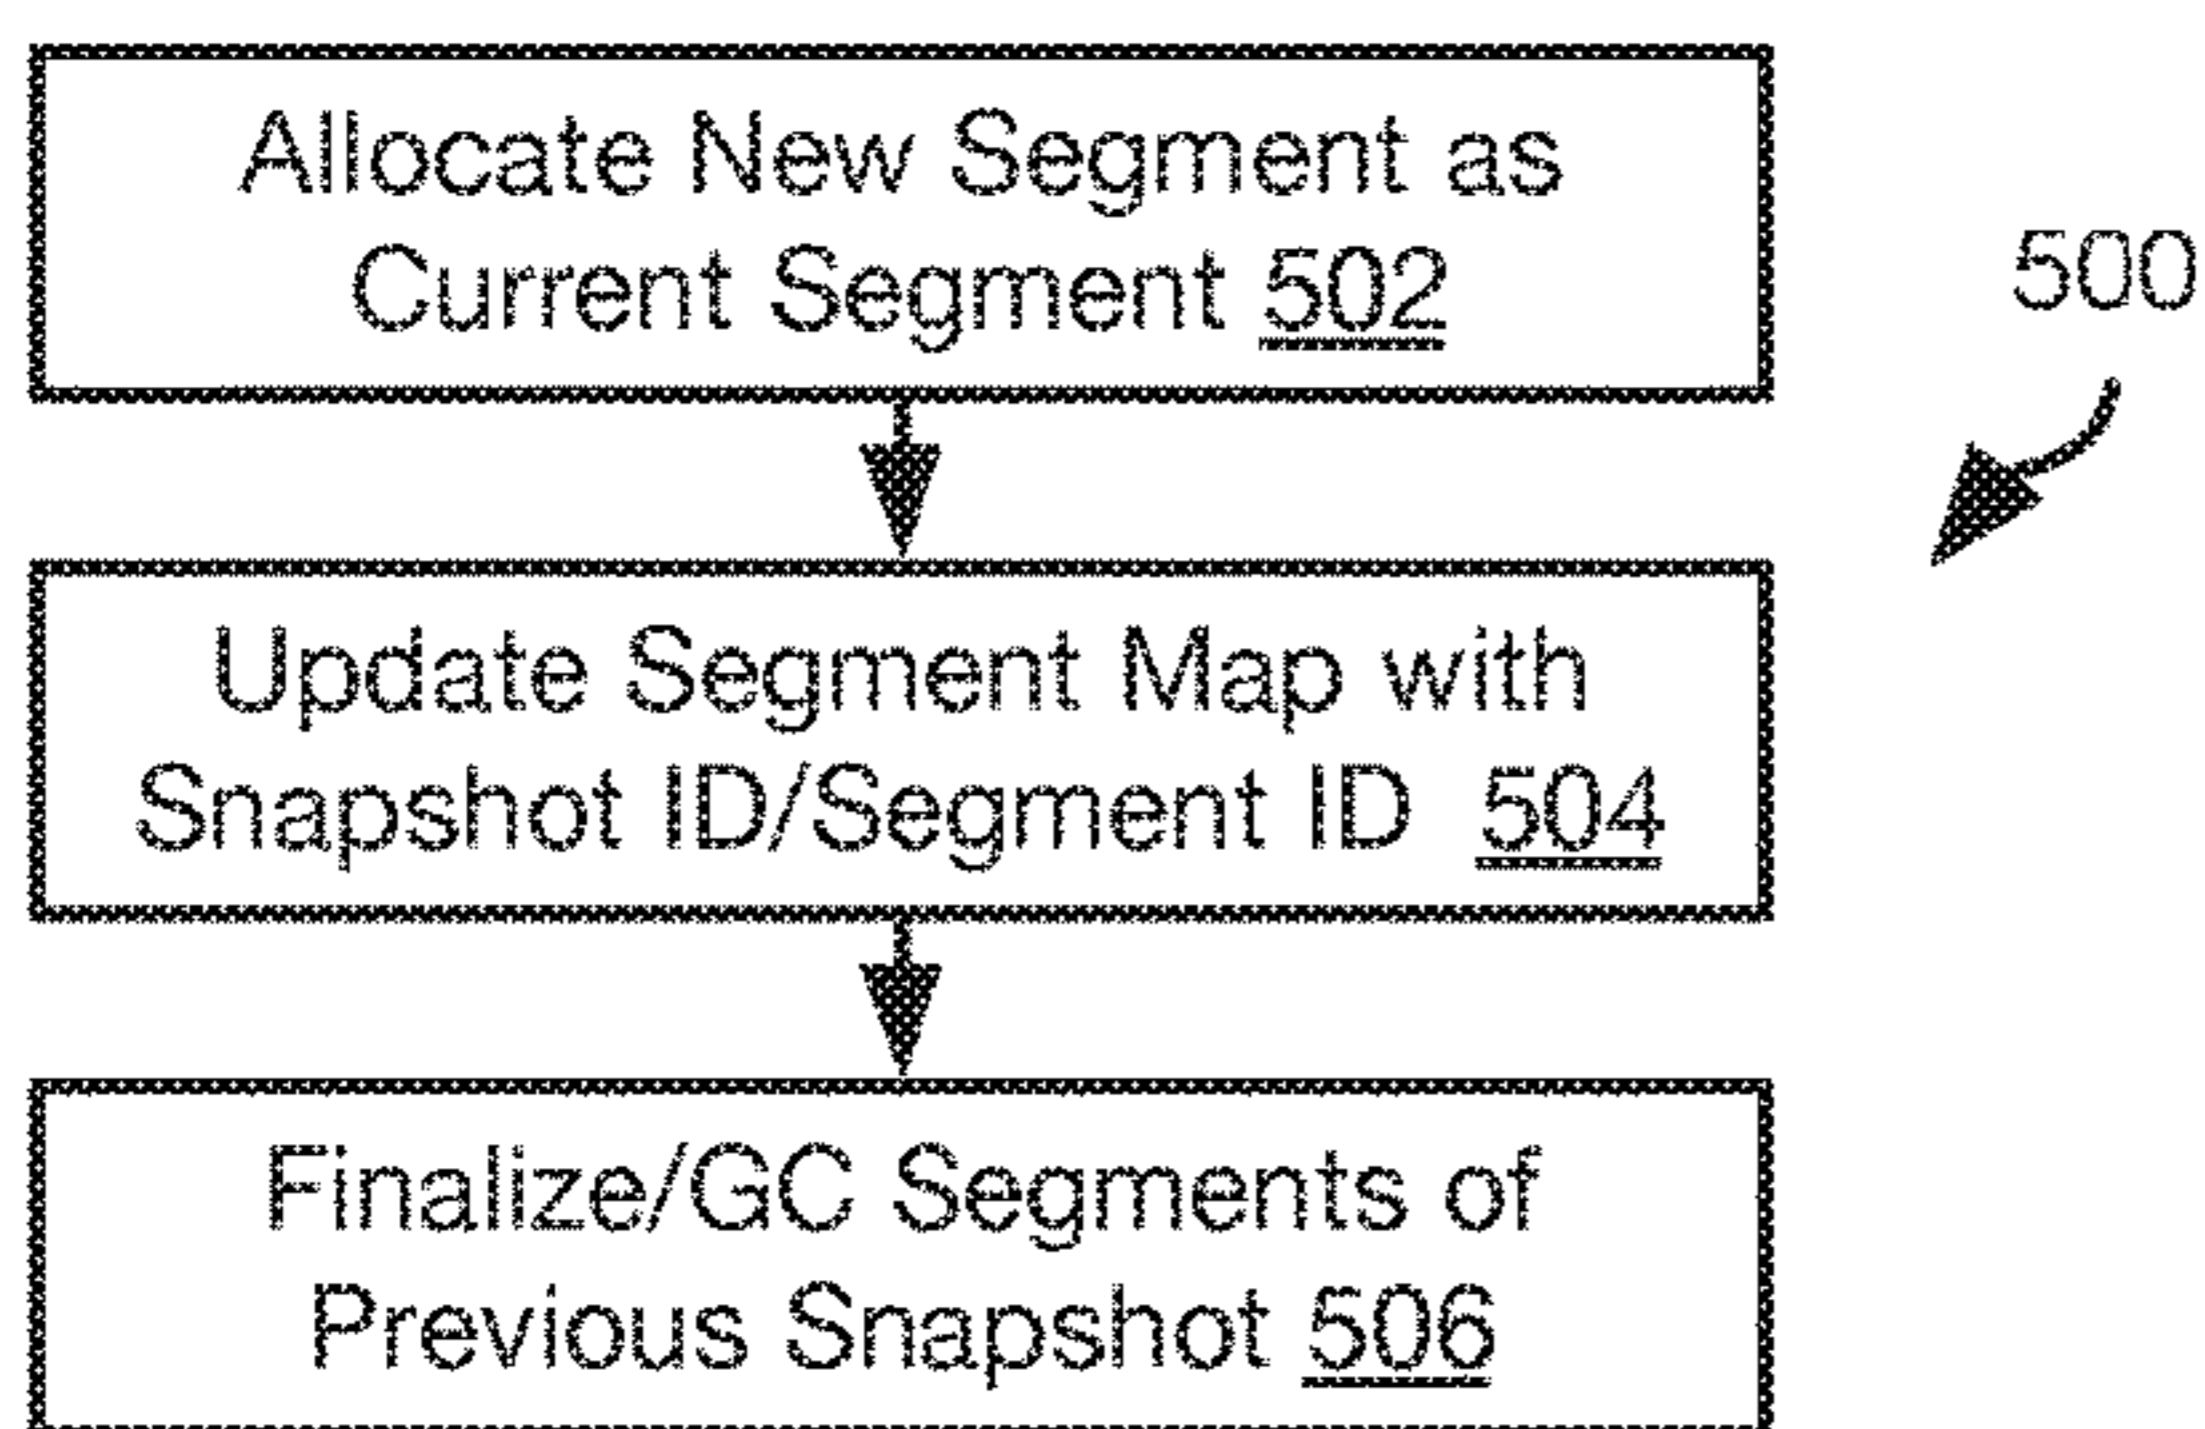 Allocate New Segment as
Current Segment 502
500
Update Segment Map with
Snapshot ID/Segment ID 504
Finalize/GC Segments of
Previous Snapshot 506